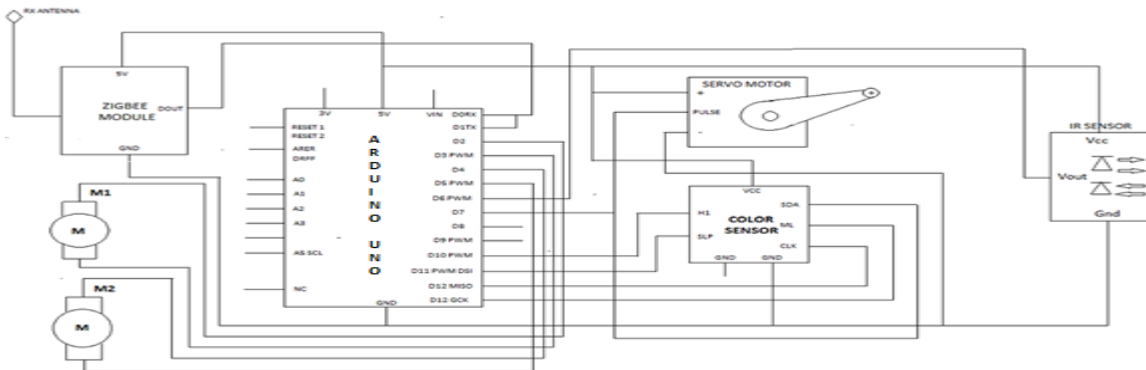 RX ANTENNA
5V
ZIGBEE
MODULE
DOUT
GND
M1
M
M2
M
3V
5V
VIN
D0RX
RESET 1
RESET 2
ARER
DRFF
A0
A1
A2
A3
A5 SCL
NC
ARDUINO UNO
D1TX
D2
D3 PWM
D4
D5 PWM
D6 PWM
D7
D8
D9 PWM
D10 PWM
D11 PWM DSI
D12 MISO
D12 GCK
GND
SERVO MOTOR
+
PULSE
-
VCC
H1
SLP
COLOR
SENSOR
SDA
ML
CLK
GND
GND
IR SENSOR
Vcc
Vout
Gnd